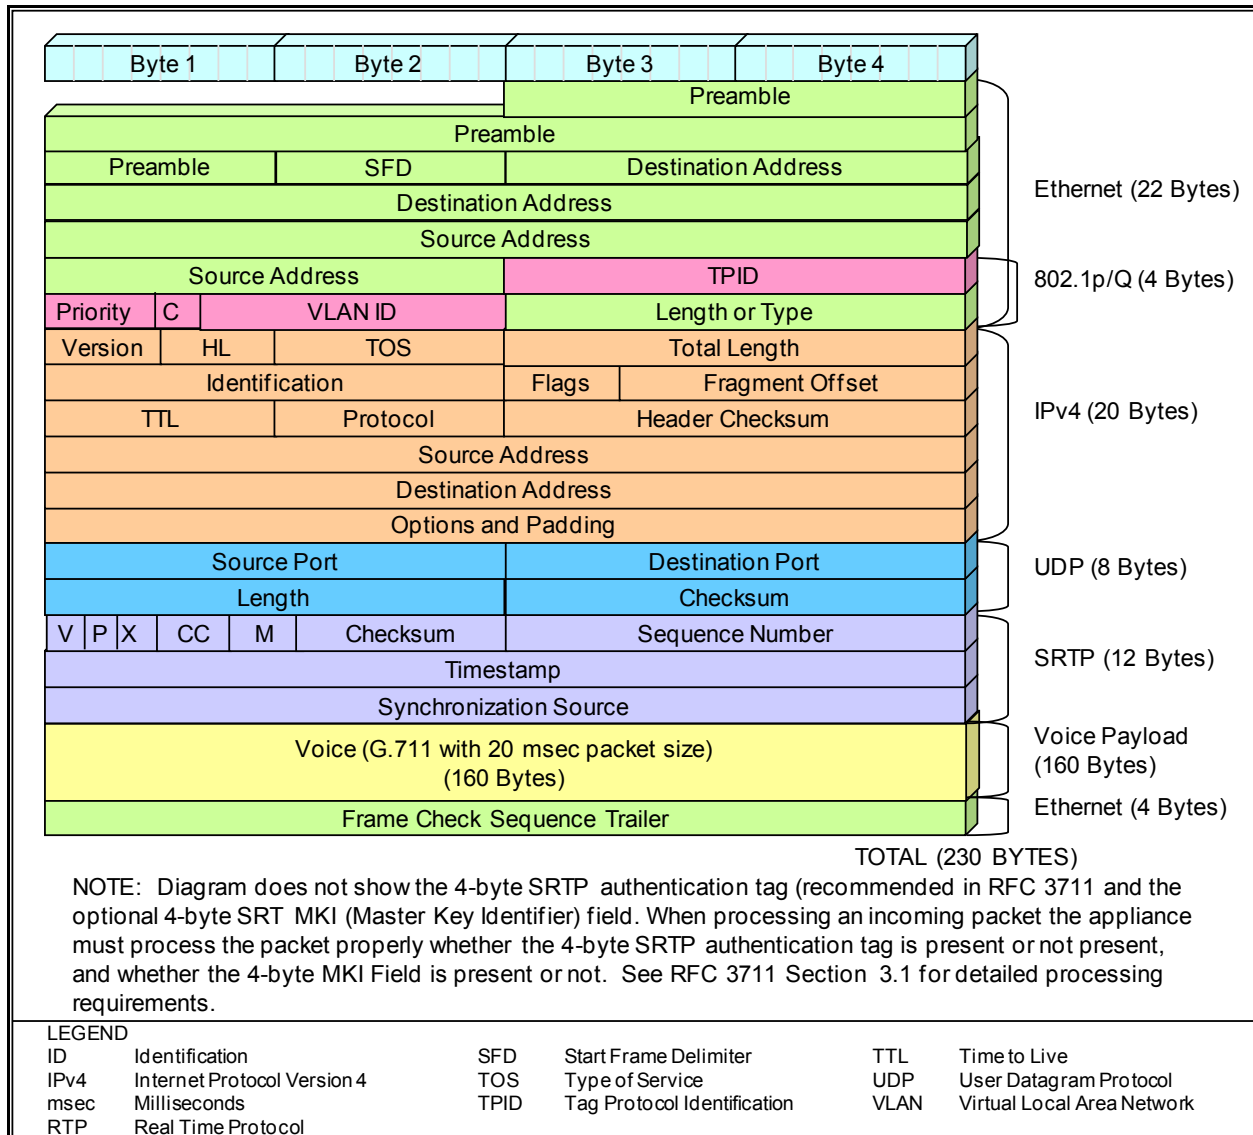 Byte 1 Byte 2 Byte 3 Byte 4
Preamble
Preamble
Preamble SFD Destination Address
Destination Address
Source Address
Source Address TPID
Priority C VLAN ID Length or Type
Version HL TOS Total Length
Identification Flags Fragment Offset
TTL Protocol Header Checksum
Source Address
Destination Address
Options and Padding
Source Port Destination Port
Length Checksum
V P X CC M Checksum Sequence Number
Timestamp
Synchronization Source
Voice (G.711 with 20 msec packet size)
(160 Bytes)
Frame Check Sequence Trailer
Ethernet (22 Bytes)
802.1p/Q (4 Bytes)
IPv4 (20 Bytes)
UDP (8 Bytes)
SRTP (12 Bytes)
Voice Payload
(160 Bytes)
Ethernet (4 Bytes)
TOTAL (230 BYTES)
NOTE: Diagram does not show the 4-byte SRTP authentication tag (recommended in RFC 3711 and the
optional 4-byte SRT MKI (Master Key Identifier) field. When processing an incoming packet the appliance
must process the packet properly whether the 4-byte SRTP authentication tag is present or not present,
and whether the 4-byte MKI Field is present or not. See RFC 3711 Section 3.1 for detailed processing
requirements.
LEGEND
ID Identification SFD Start Frame Delimiter TTL Time to Live
IPv4 Internet Protocol Version 4 TOS Type of Service UDP User Datagram Protocol
msec Milliseconds TPID Tag Protocol Identification VLAN Virtual Local Area Network
RTP Real Time Protocol